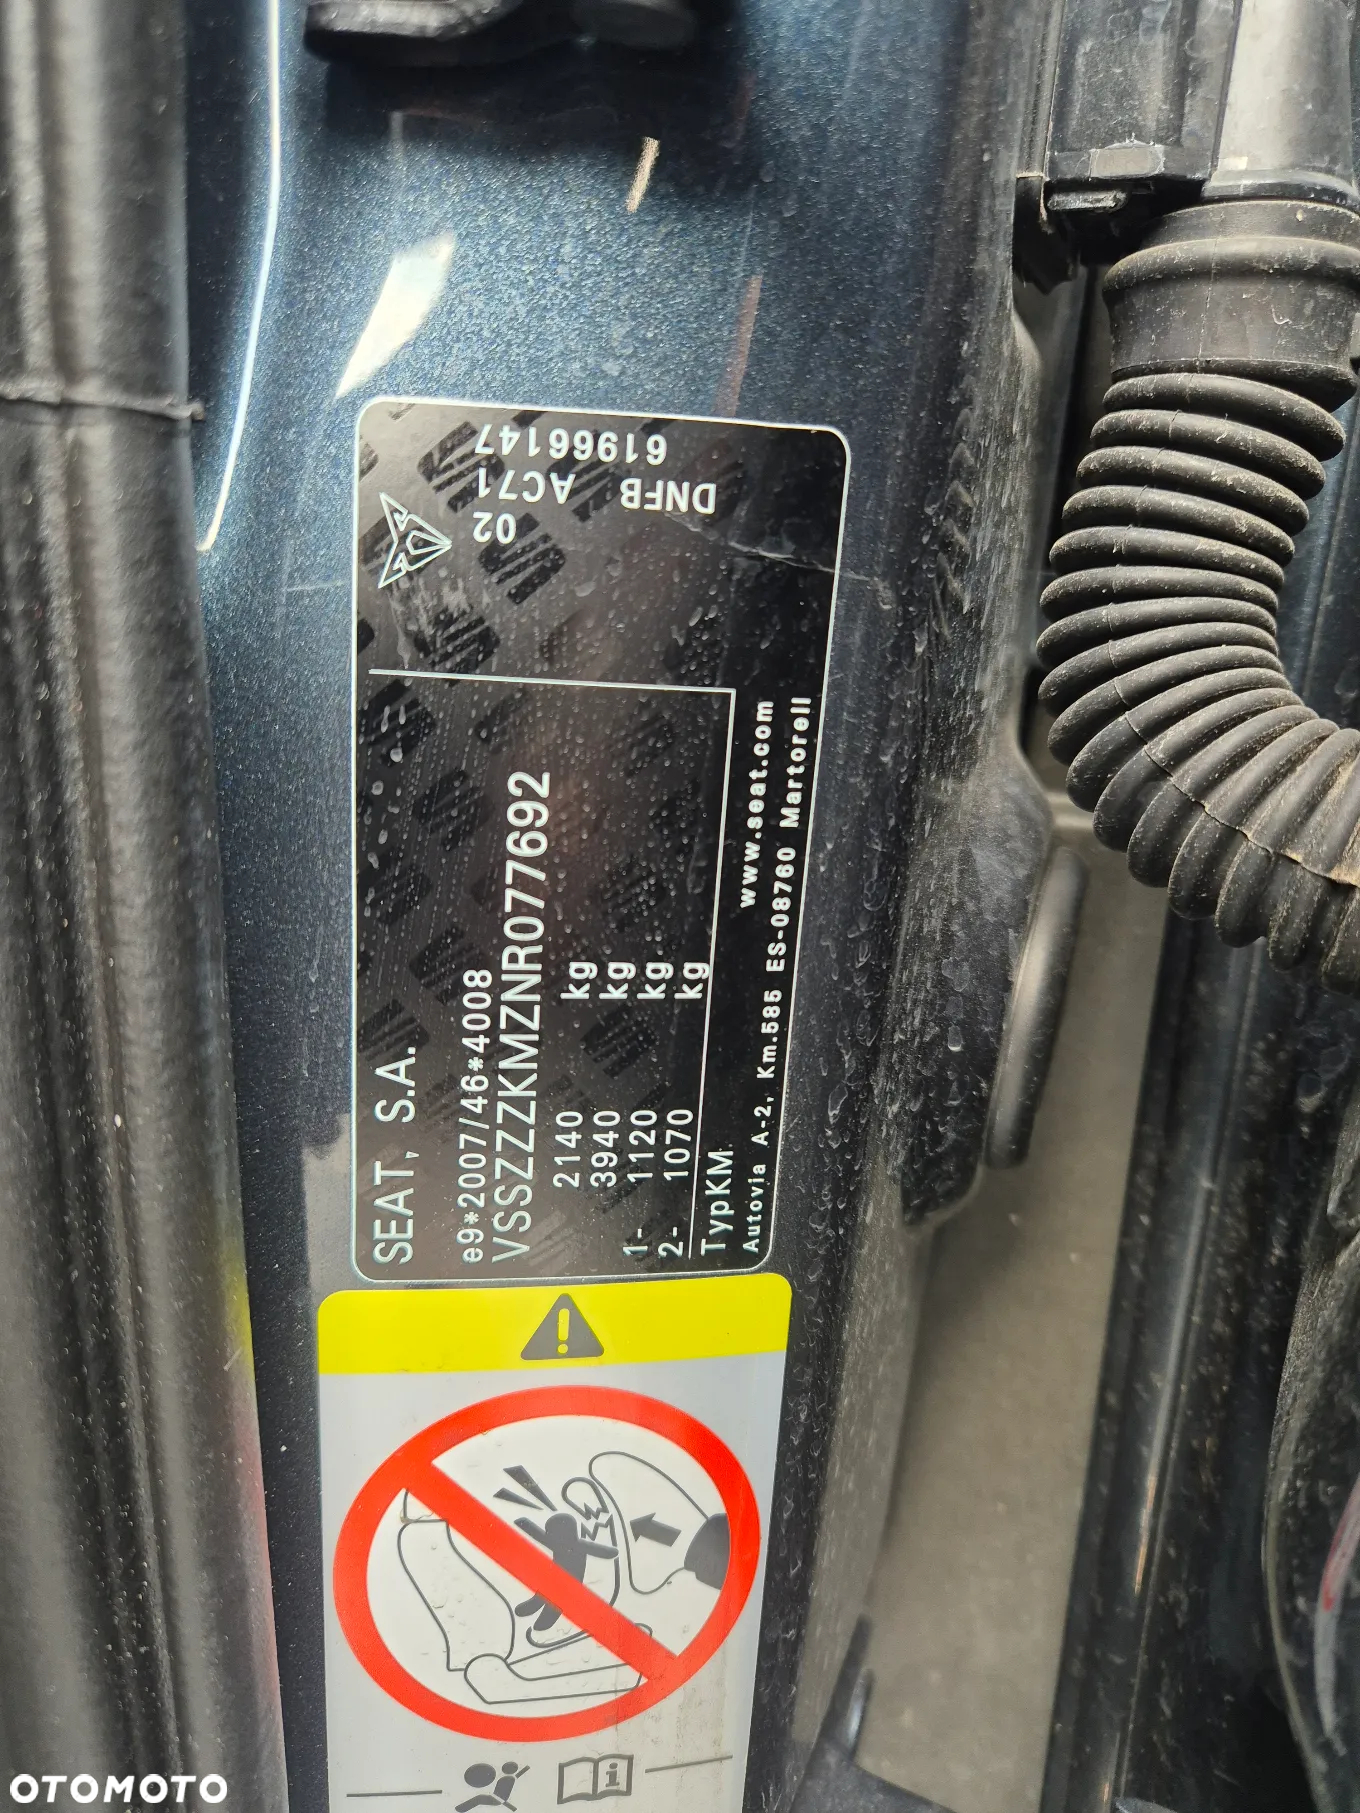 SEAT, S.A.
e9*2007/46*4008
VSSZZZKMZNR077692
2140 kg
3940 kg
1- 1120 kg
2- 1070 kg
TypKM
www.seat.com
Autovia A-2, Km.585 ES-08760 Martorell
02
AC71
61966147
DNFB
OTOMOTO